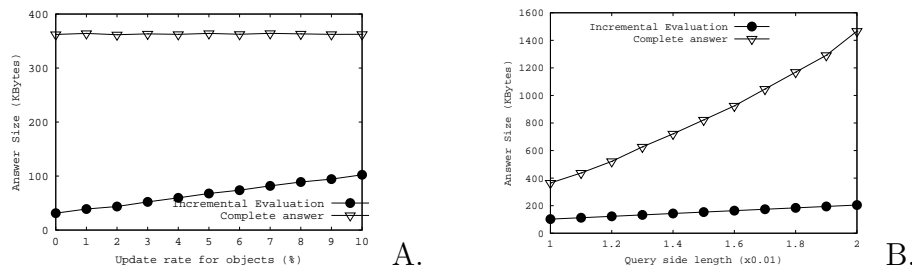 400
300
200
100
0
Answer Size (KBytes)
Incremental Evaluation
Complete answer
0 1 2 3 4 5 6 7 8 9 10
Update rate for objects (%)
A.
1600
1400
1200
1000
800
600
400
200
0
Answer Size (KBytes)
Incremental Evaluation
Complete answer
1 1.2 1.4 1.6 1.8 2
Query side length (x0.01)
B.